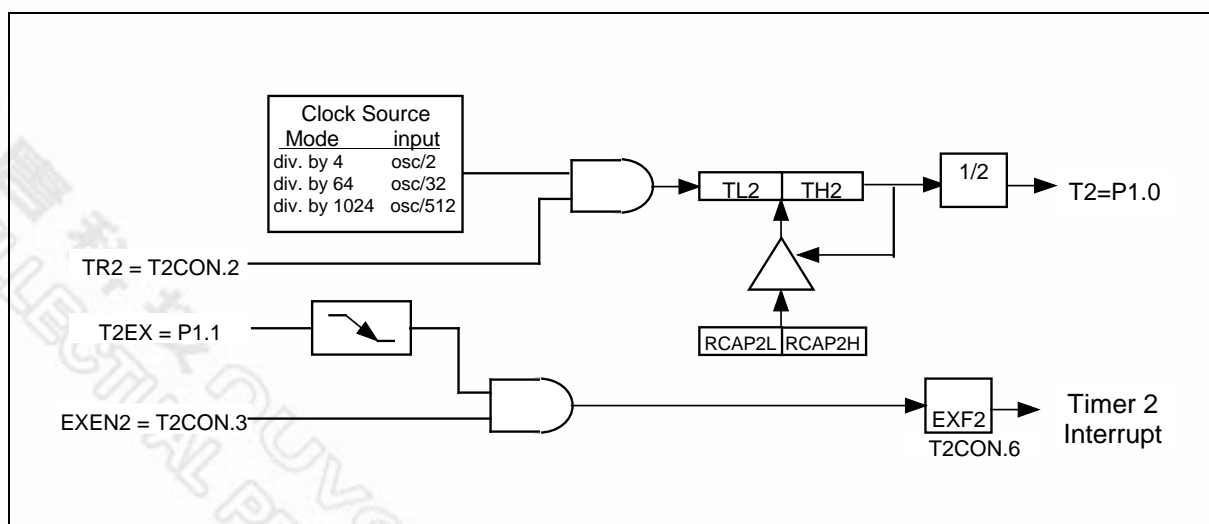 Clock Source
Mode input
div. by 4 osc/2
div. by 64 osc/32
div. by 1024 osc/512
TR2 = T2CON.2
TL2 TH2
1/2
T2=P1.0
T2EX = P1.1
RCAP2L RCAP2H
EXEN2 = T2CON.3
EXF2
T2CON.6
Timer 2
Interrupt